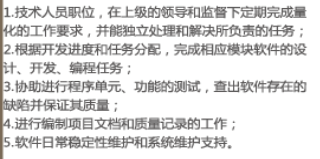 1.技术人员职位，在上级的领导和监督下定期完成量
化的工作要求，并能独立处理和解决所负责的任务；
2.根据开发进度和任务分配，完成相应模块软件的设
计、开发、编程任务；
3.协助进行程序单元、功能的测试，查出软件存在的
缺陷并保证其质量；
4.进行编制项目文档和质量记录的工作；
5.软件日常稳定性维护和系统维护支持。